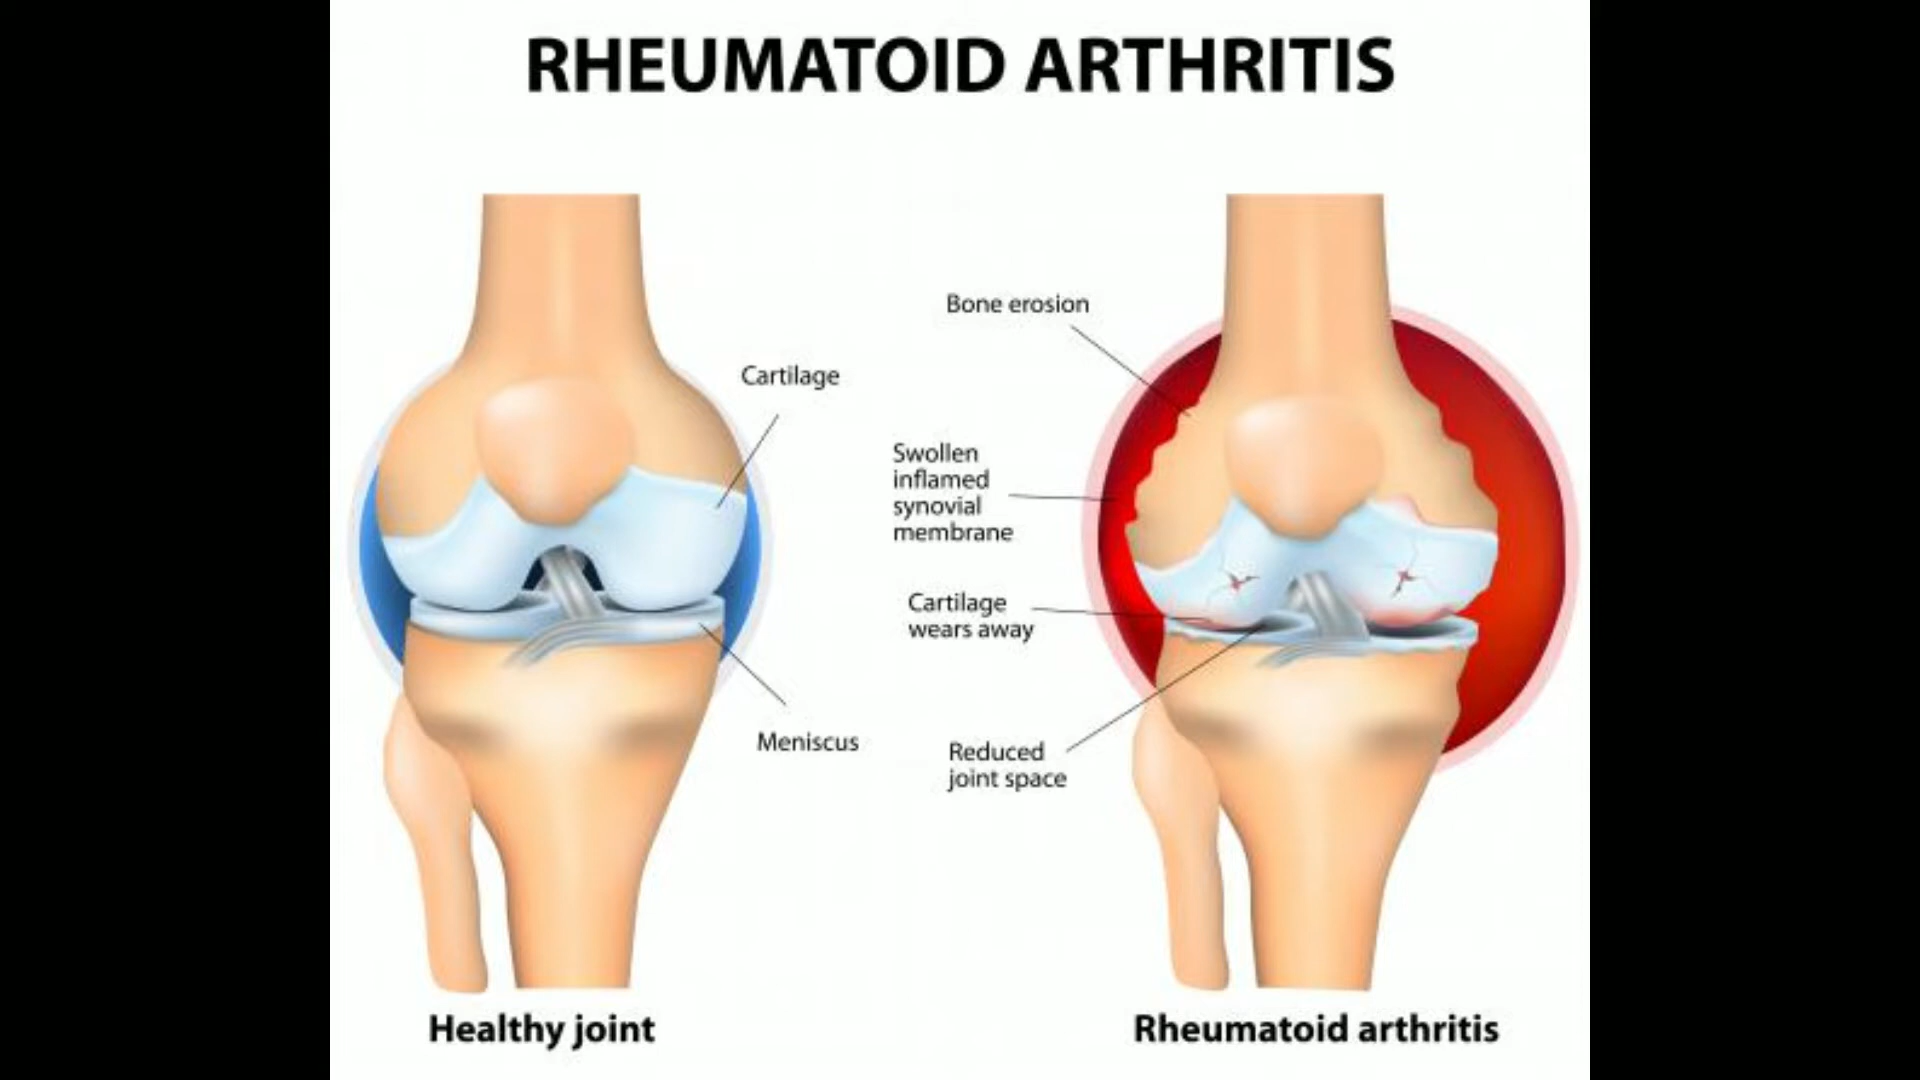 RHEUMATOID ARTHRITIS
Bone erosion
Cartilage
Swollen
inflamed
synovial
membrane
Cartilage
wears away
Meniscus
Reduced
joint space
Healthy joint
Rheumatoid arthritis